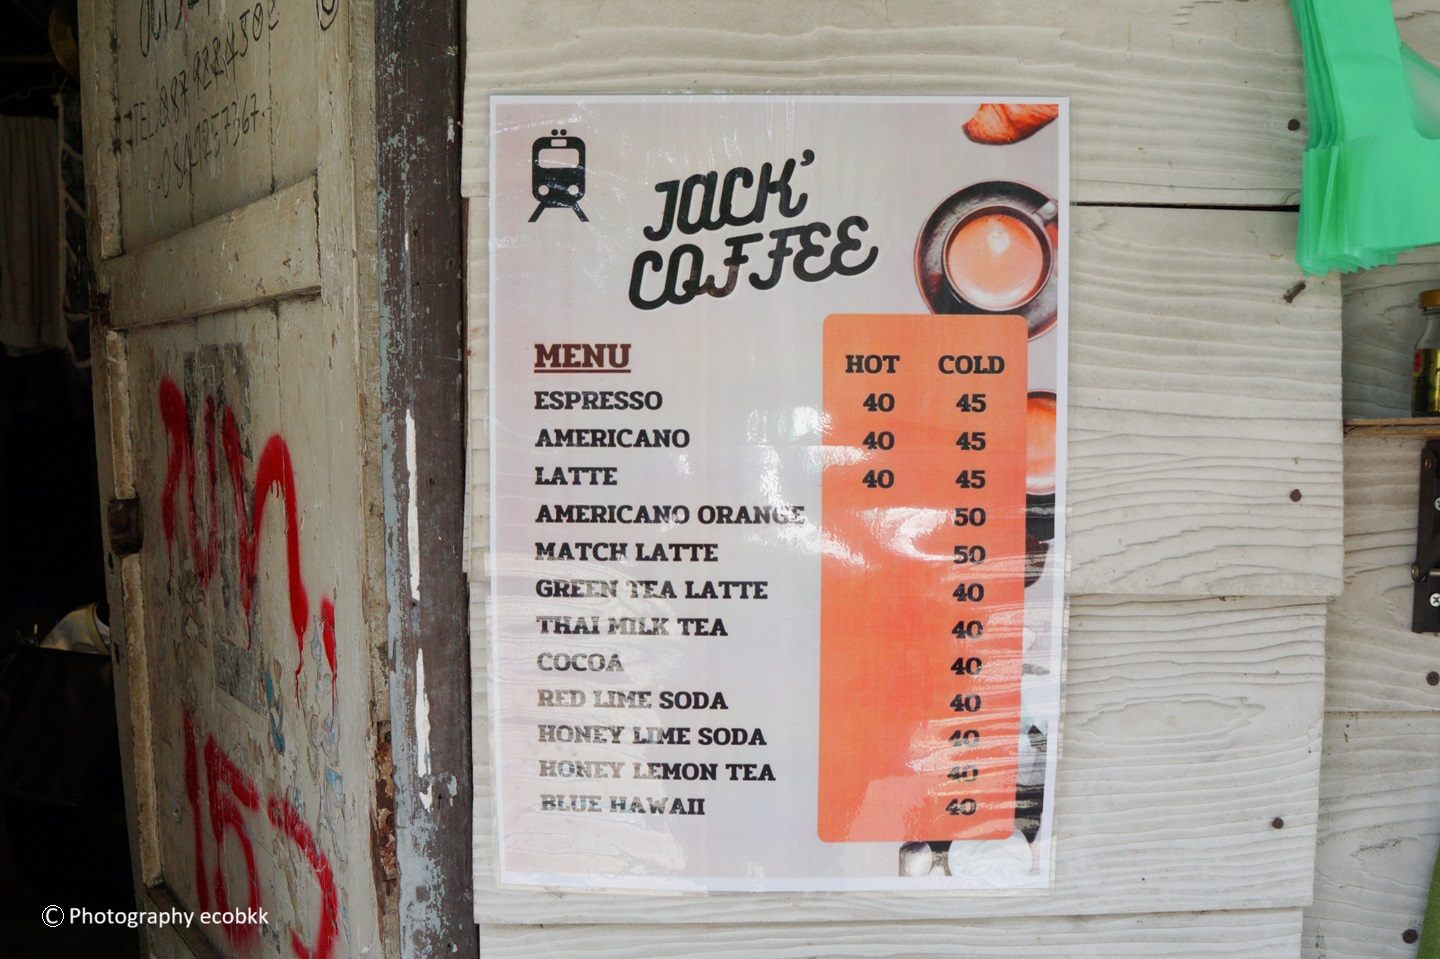 JACK'
COFFEE
MENU HOT COLD
ESPRESSO 40 45
AMERICANO 40 45
LATTE 40 45
AMERICANO ORANGE 50
MATCH LATTE 50
GREEN TEA LATTE 40
THAI MILK TEA 40
COCOA 40
RED LIME SODA 40
HONEY LIME SODA 40
HONEY LEMON TEA 40
BLUE HAWAII 40
© Photography ecobkk